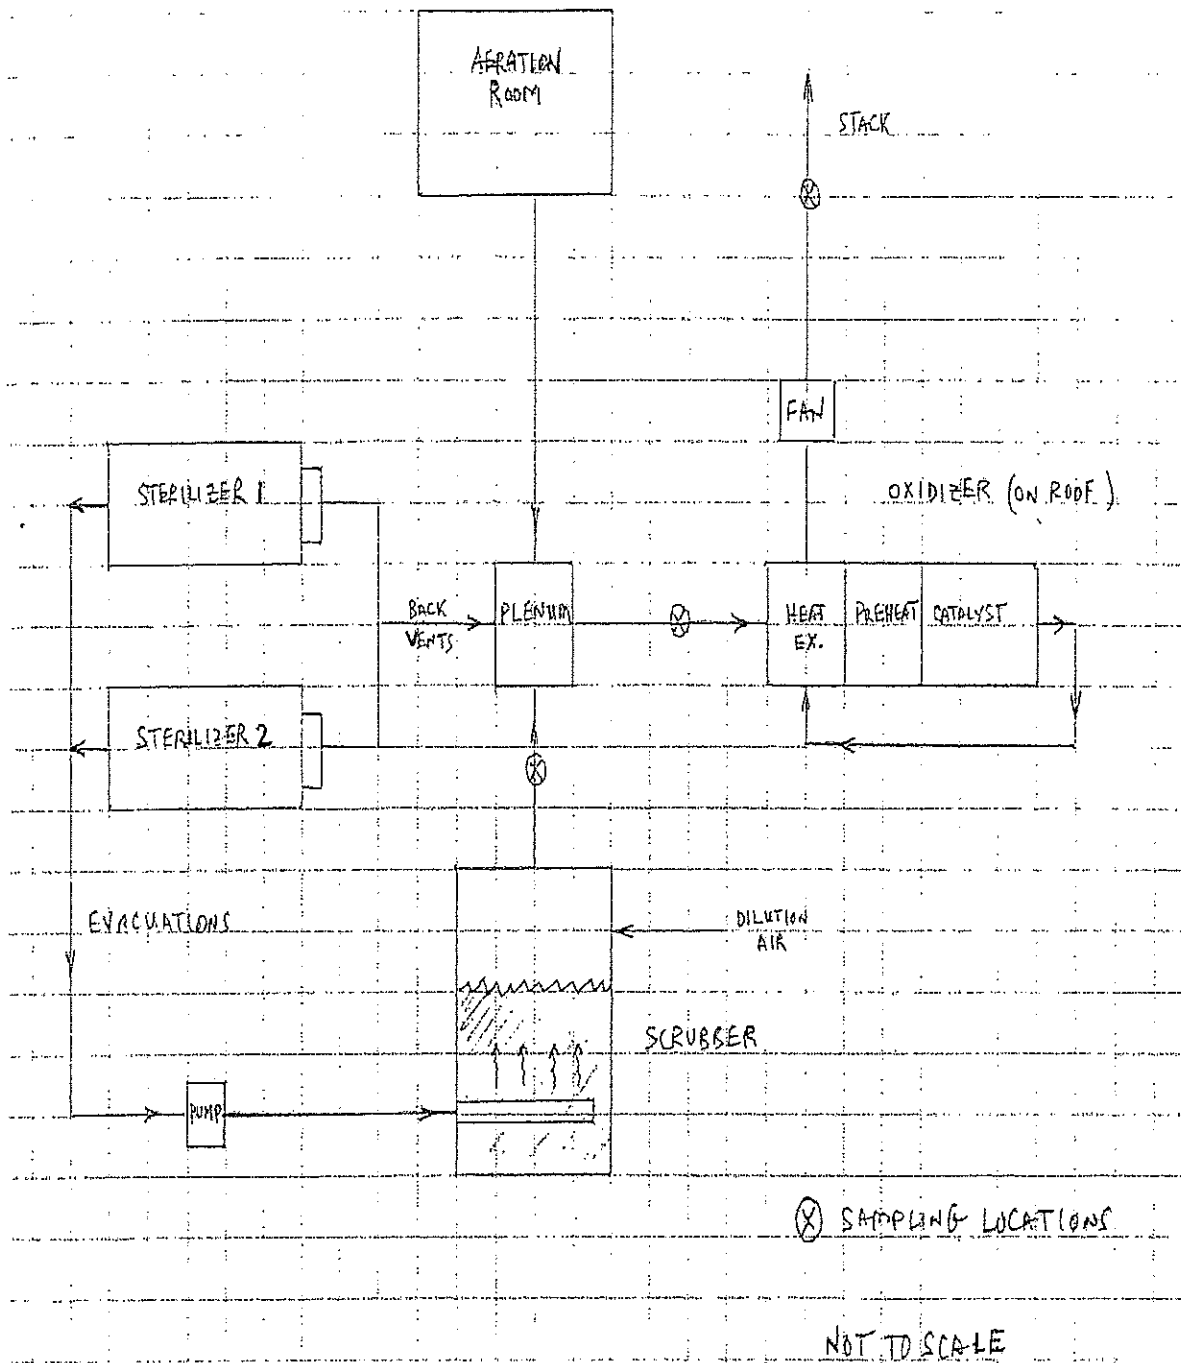 AERATION
ROOM
STACK
FAN
STERILIZER 1
OXIDIZER (ON ROOF)
BACK
VENTS
PLENUM
HEAT
EX.
PREHEAT
CATALYST
STERILIZER 2
EVACUATIONS
DILUTION
AIR
SCRUBBER
PUMP
X SAMPLING LOCATIONS
NOT TO SCALE